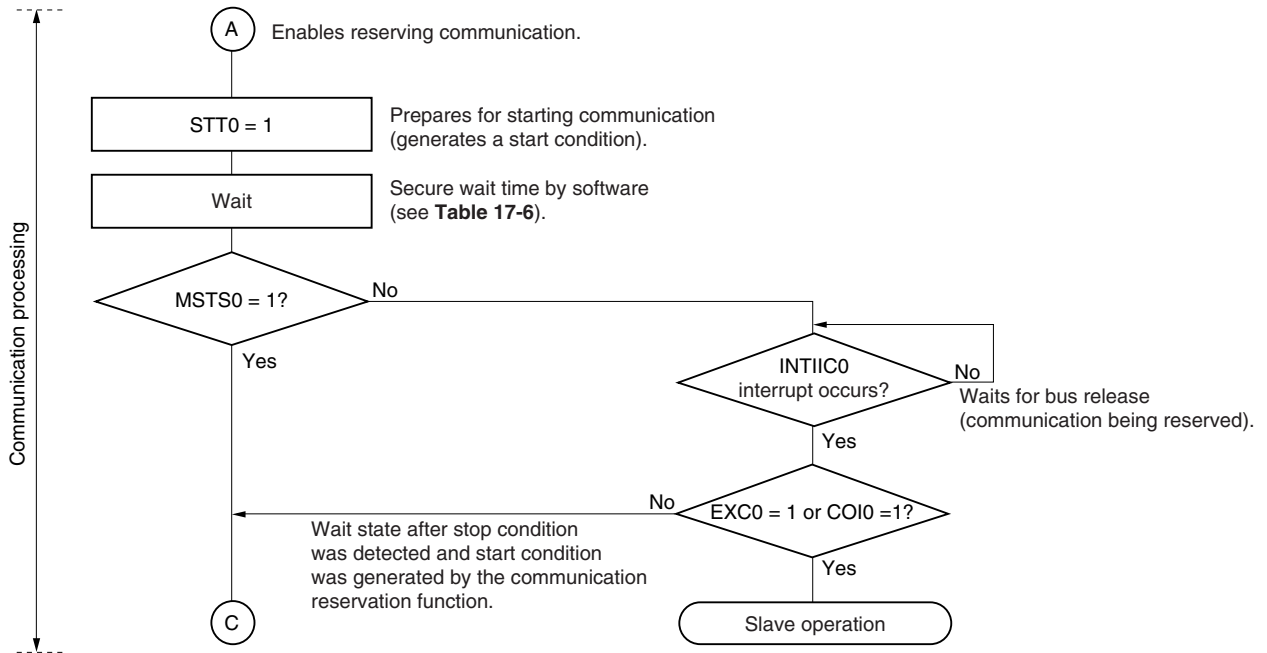 A
Enables reserving communication.
STT0 = 1
Prepares for starting communication
(generates a start condition).
Wait
Secure wait time by software
(see Table 17-6).
MSTS0 = 1?
No
Yes
INTIIC0
interrupt occurs?
No
Waits for bus release
(communication being reserved).
Yes
EXC0 = 1 or COI0 =1?
No
Wait state after stop condition
was detected and start condition
was generated by the communication
reservation function.
Yes
C
Slave operation
Communication processing